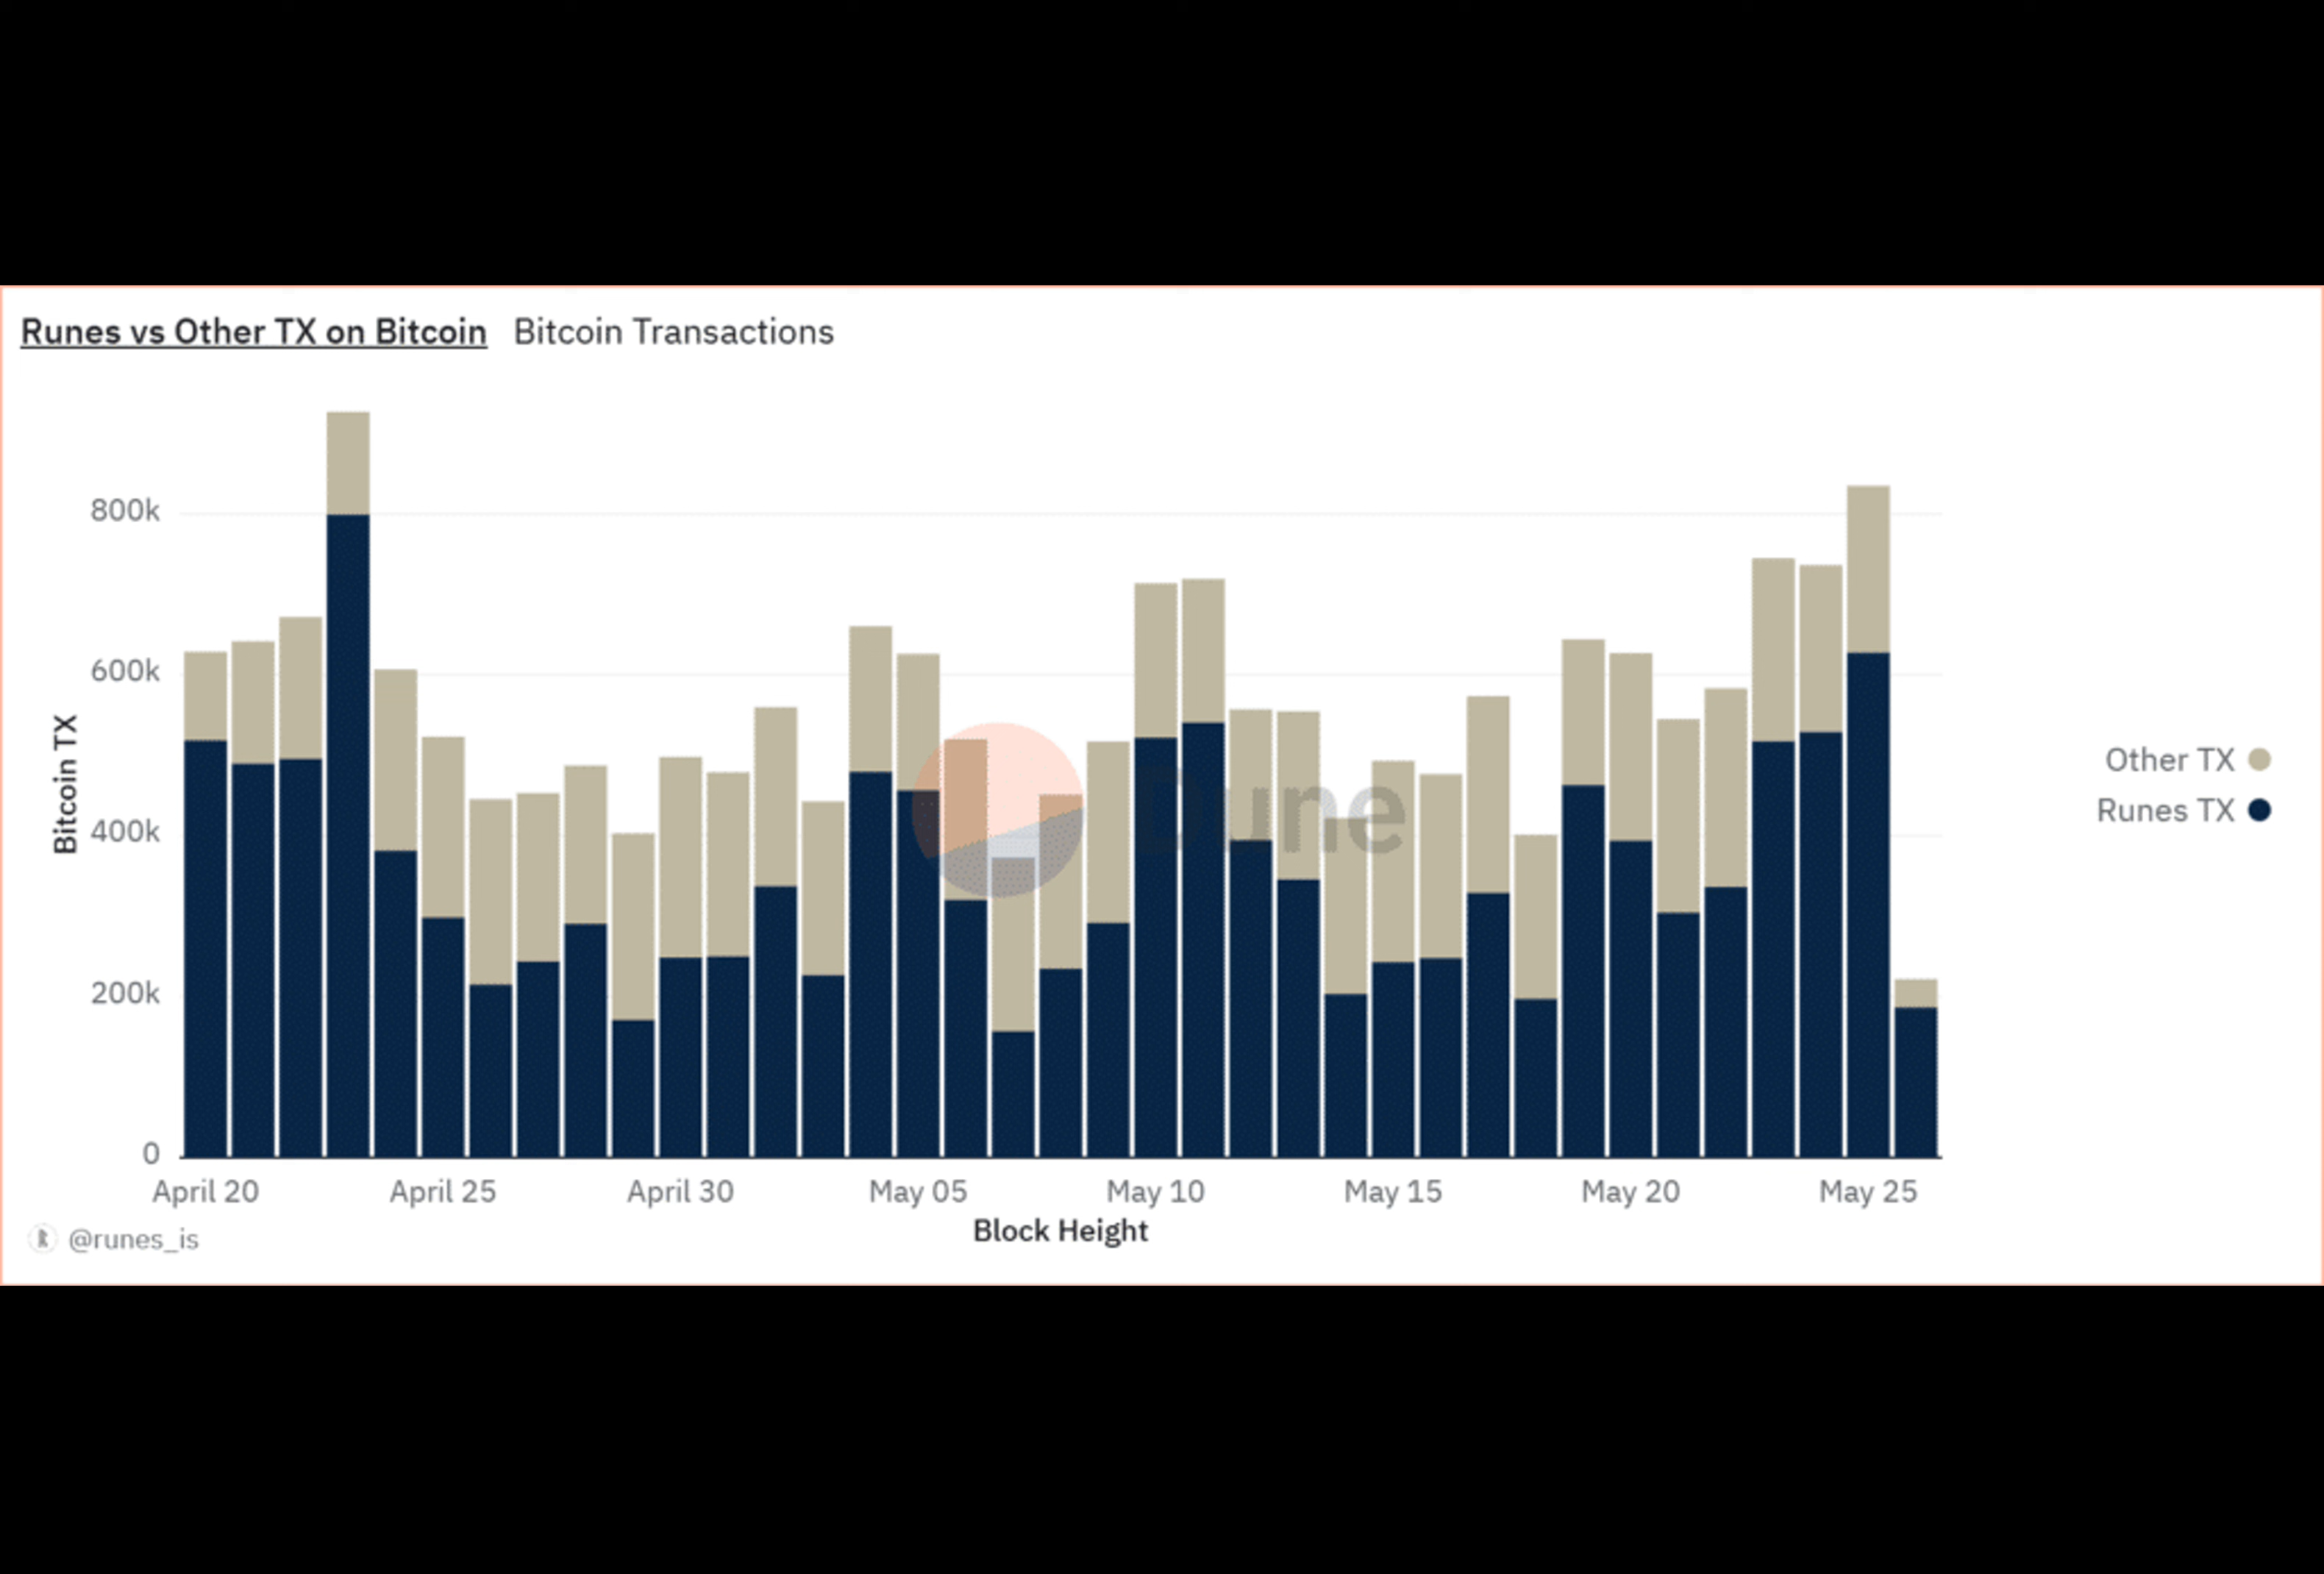 Runes vs Other TX on Bitcoin Bitcoin Transactions
800k
600k
400k
200k
0
Bitcoin TX
Dune
Other TX
Runes TX
April 20 April 25 April 30 May 05 May 10 May 15 May 20 May 25
Block Height
@runes_is